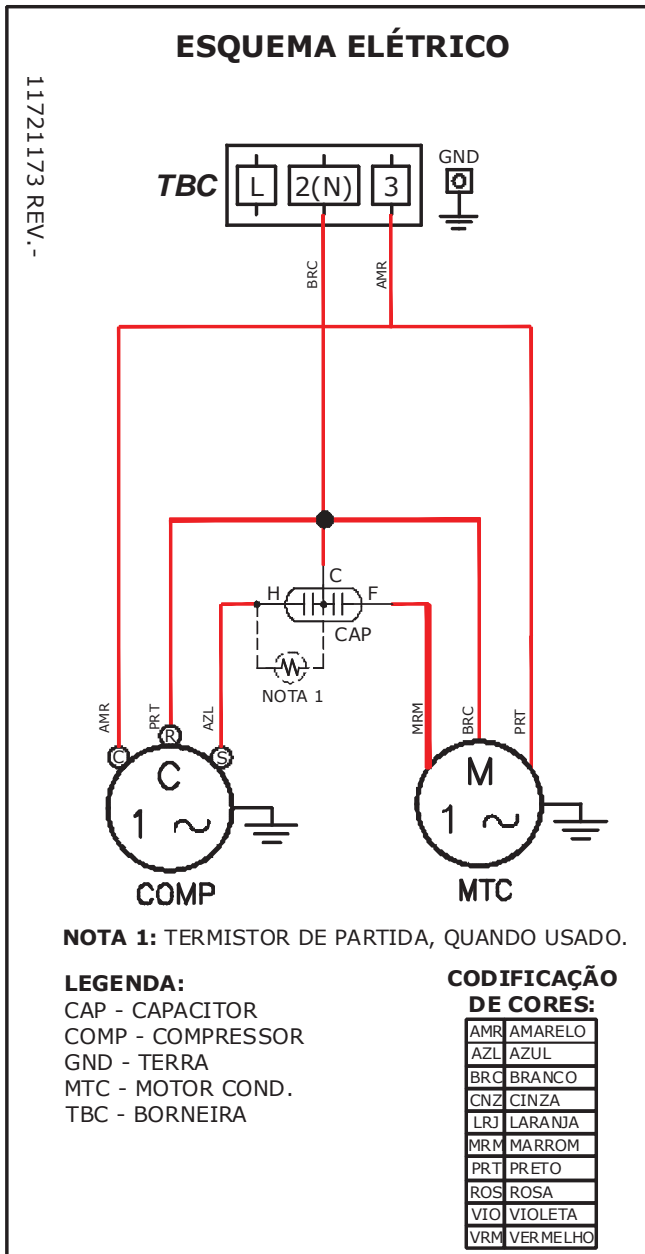 ESQUEMA ELÉTRICO
11721173 REV.-
TBC
L
2(N)
3
GND
BRC
AMR
C
H
F
CAP
NOTA 1
AMR
PRT
AZL
MRM
BRC
PRT
C
R
S
C
1 ~
COMP
M
1 ~
MTC
NOTA 1: TERMISTOR DE PARTIDA, QUANDO USADO.
LEGENDA:
CAP - CAPACITOR
COMP - COMPRESSOR
GND - TERRA
MTC - MOTOR COND.
TBC - BORNEIRA
CODIFICAÇÃO
DE CORES:
AMR AMARELO
AZL AZUL
BRC BRANCO
CNZ CINZA
LRJ LARANJA
MRM MARROM
PRT PRETO
ROS ROSA
VIO VIOLETA
VRM VERMELHO